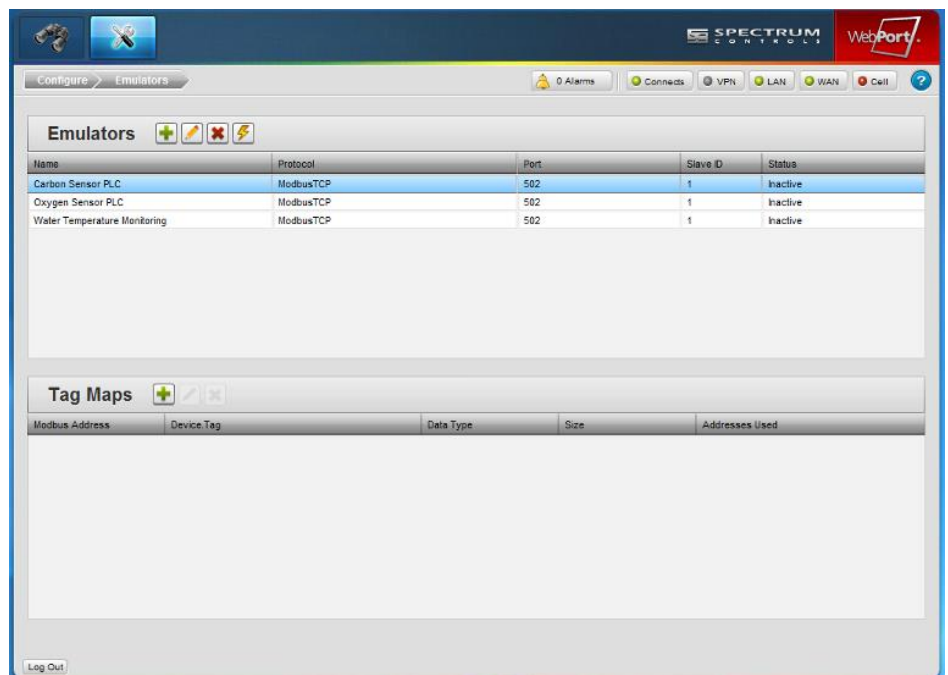 SPECTRUM
CONTROLS
WebPort.
Configure Emulators
0 Alarms Connects VPN LAN WAN Cell ?
Emulators
Name Protocol Port Slave ID Status
Carbon Sensor PLC ModbusTCP 502 1 Inactive
Oxygen Sensor PLC ModbusTCP 502 1 Inactive
Water Temperature Monitoring ModbusTCP 502 1 Inactive
Tag Maps
Modbus Address Device.Tag Data Type Size Addresses Used
Log Out